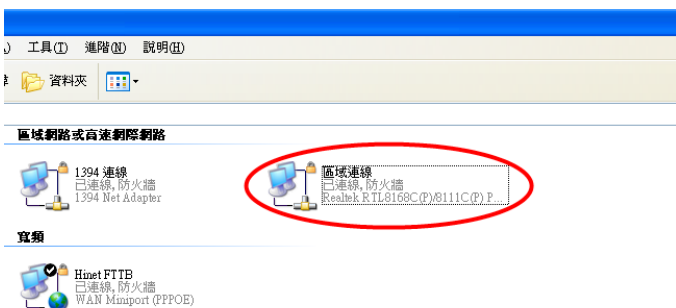 工具(T) 進階(N) 說明(H)
資料夾
區域網路或高速網際網路
1394 連線
已連線, 防火牆
1394 Net Adapter
區域連線
已連線, 防火牆
Realtek RTL8168C(P)/8111C(P) P...
寬頻
Hinet FTTB
已連線, 防火牆
WAN Miniport (PPPOE)